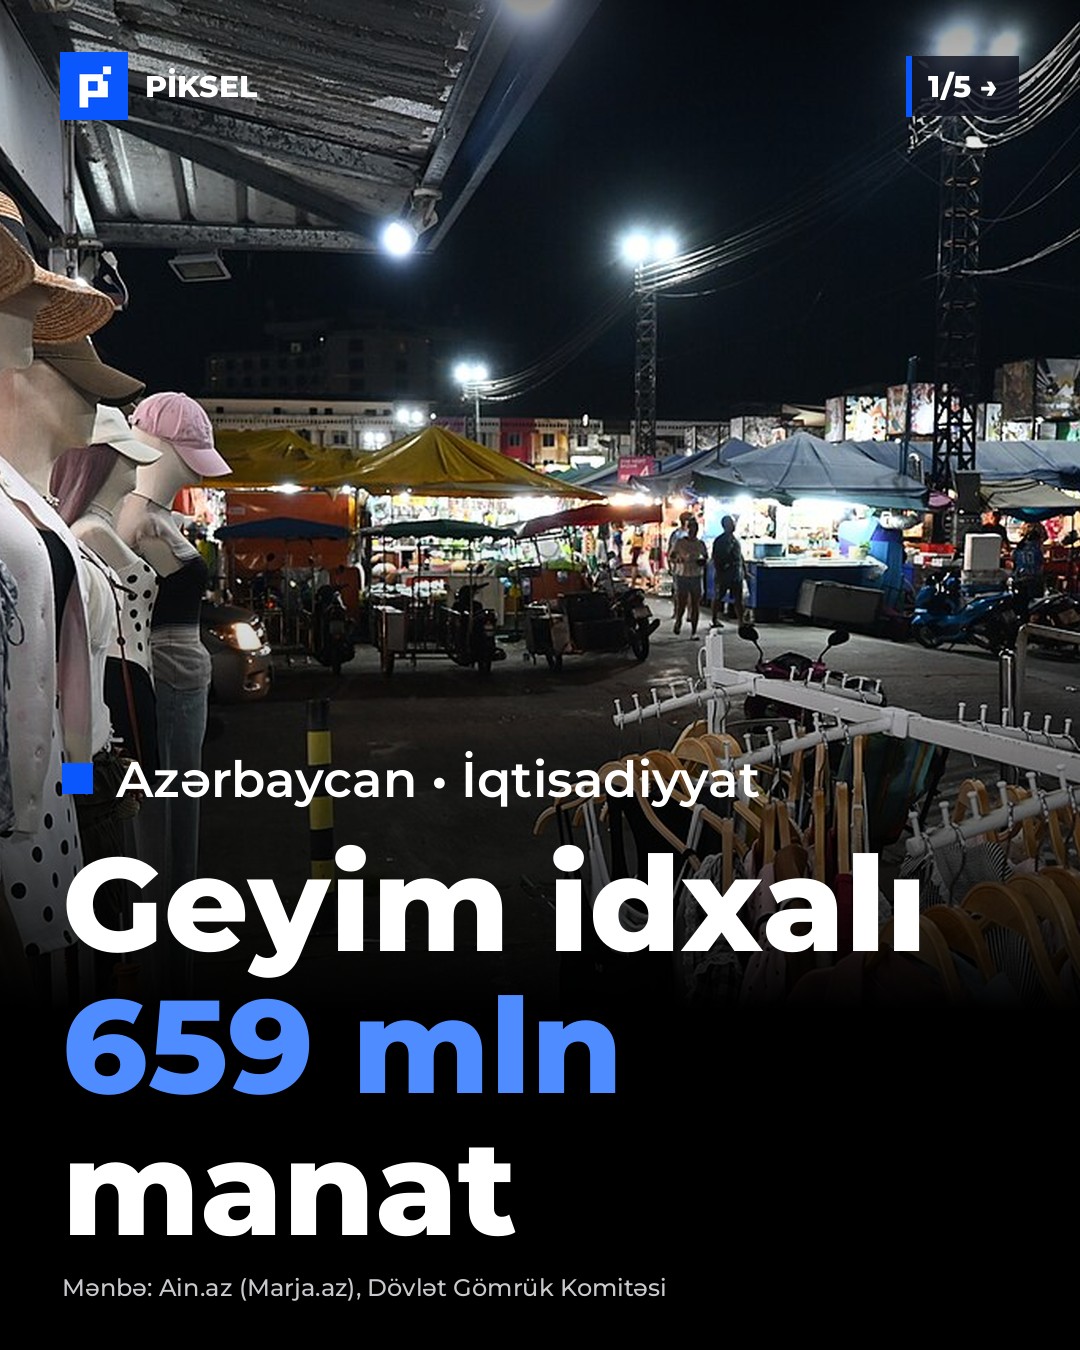 PİKSEL
1/5 →
Azərbaycan • İqtisadiyyat
Geyim idxalı
659 mln
manat
Mənbə: Ain.az (Marja.az), Dövlət Gömrük Komitəsi